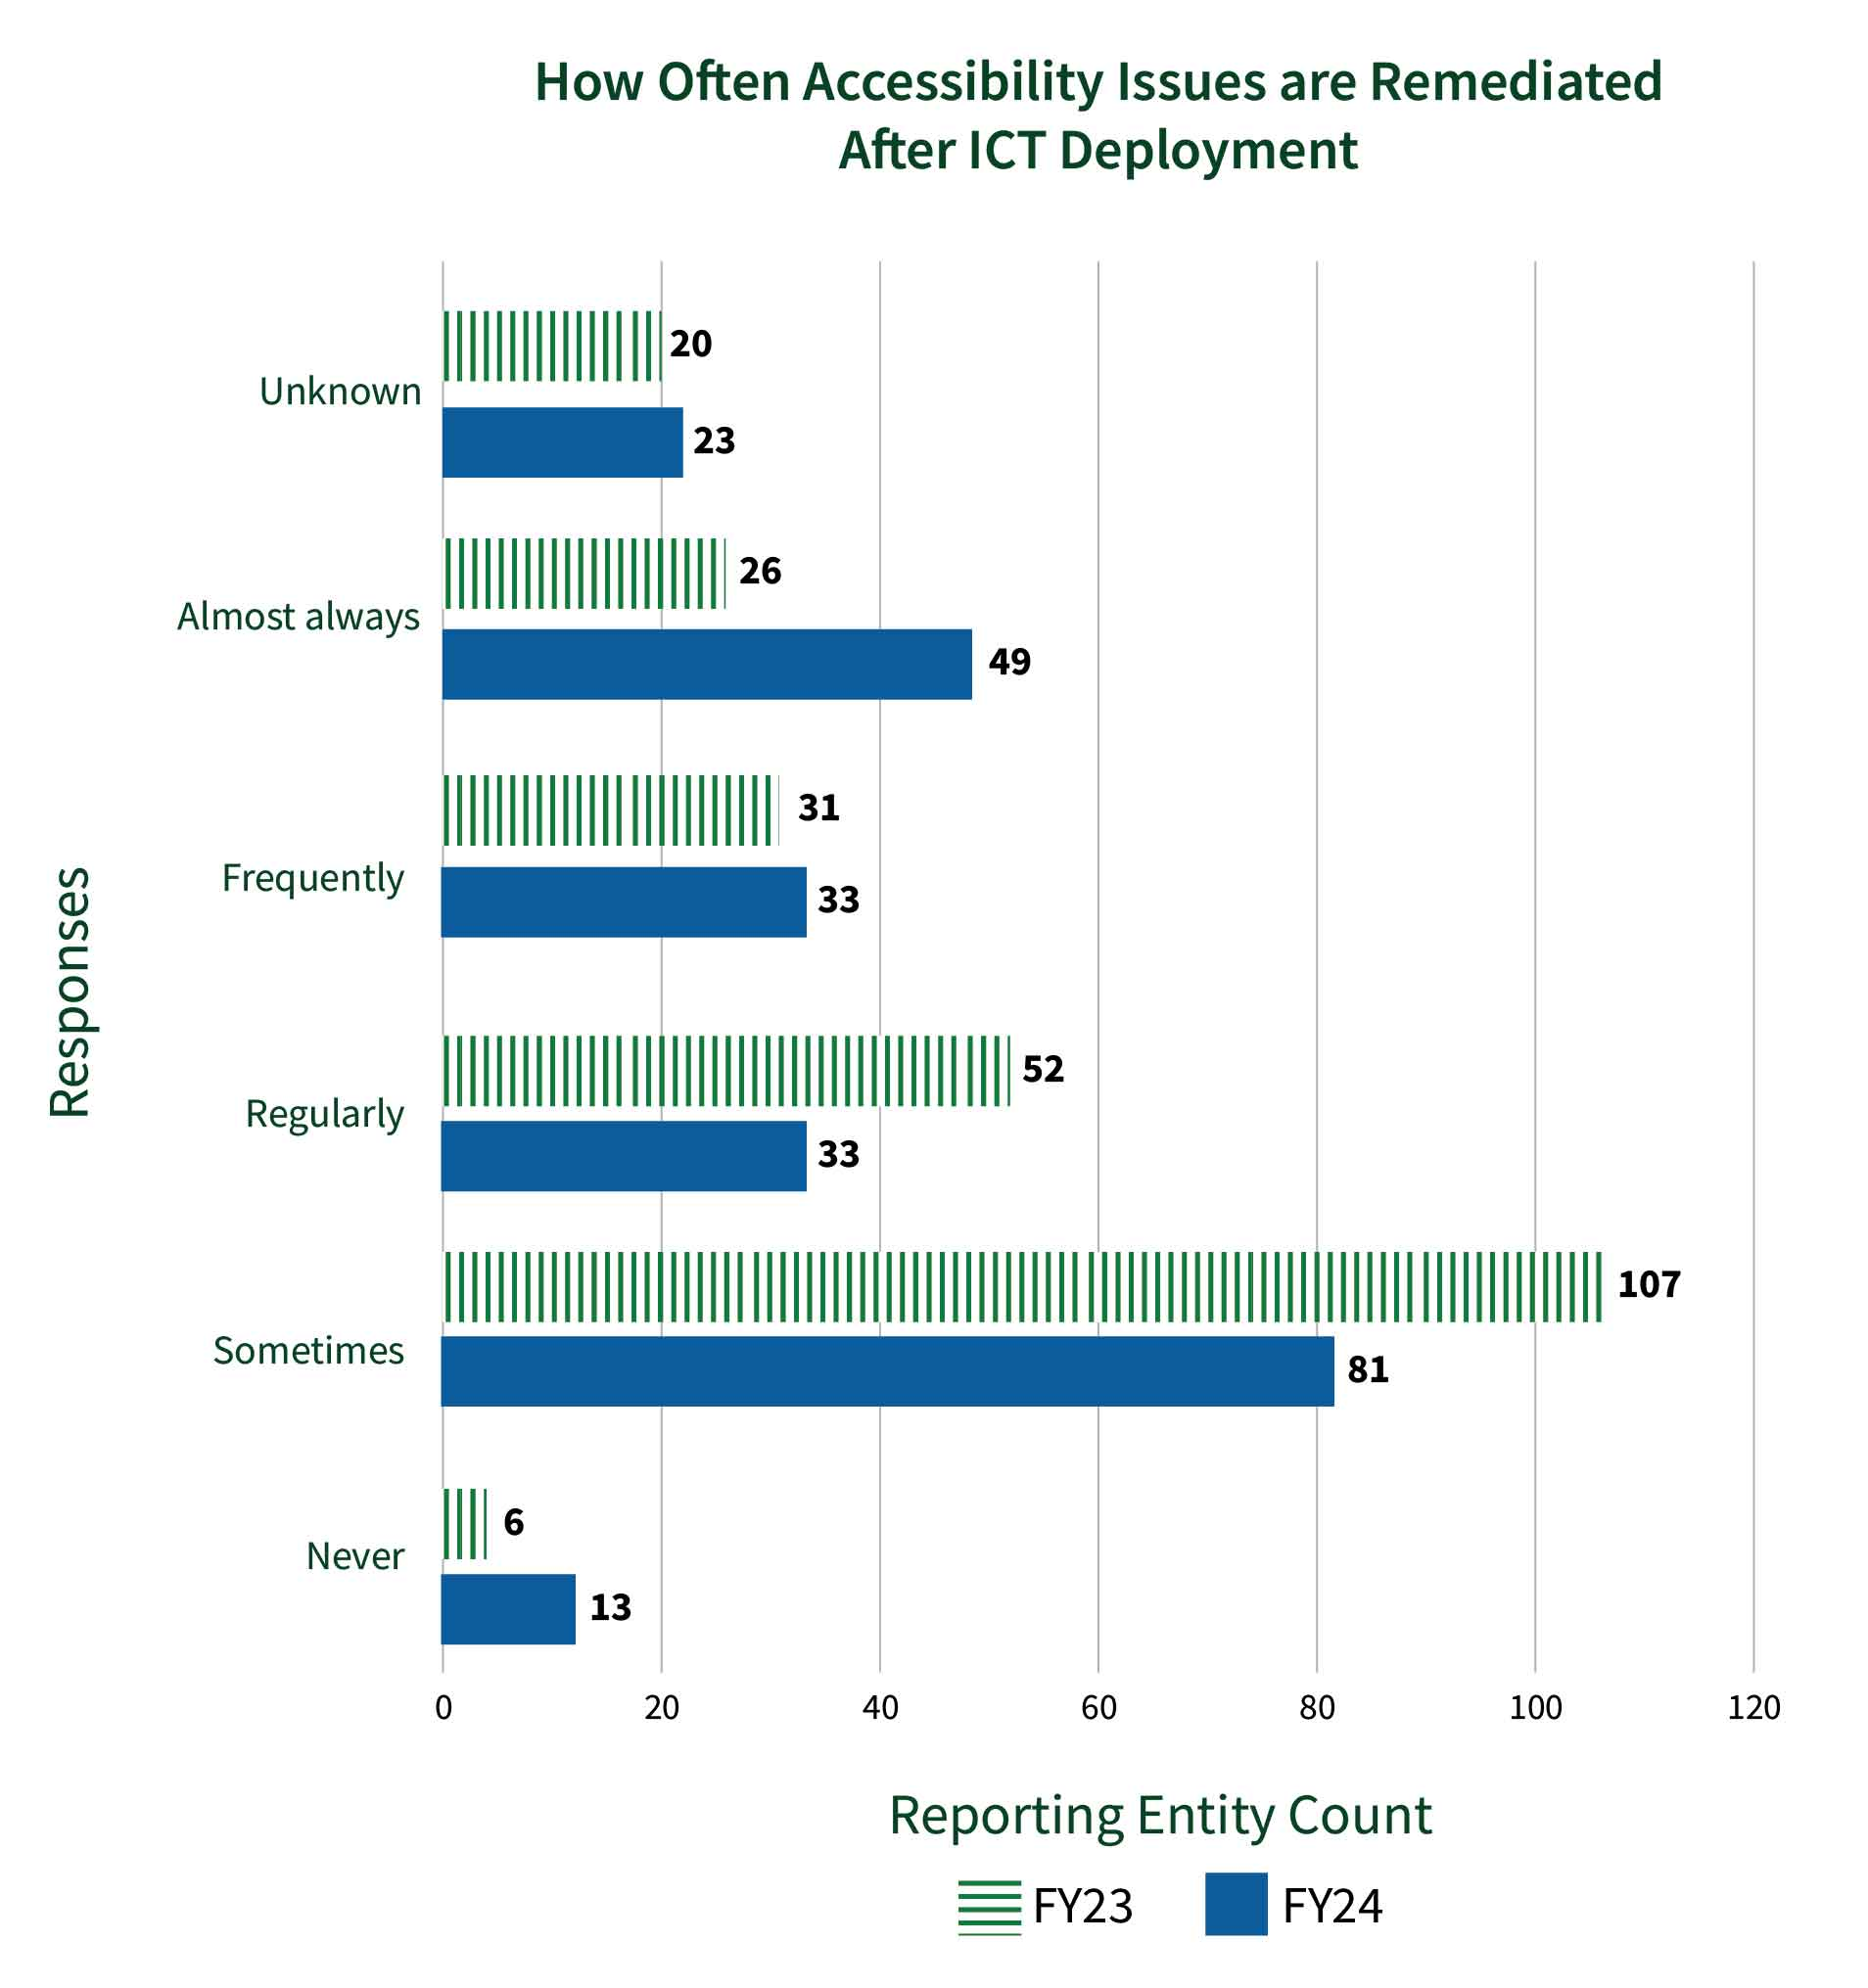 How Often Accessibility Issues are Remediated
After ICT Deployment
Responses
Unknown
20
23
Almost always
26
49
Frequently
31
33
Regularly
52
33
Sometimes
107
81
Never
6
13
0 20 40 60 80 100 120
Reporting Entity Count
FY23 FY24